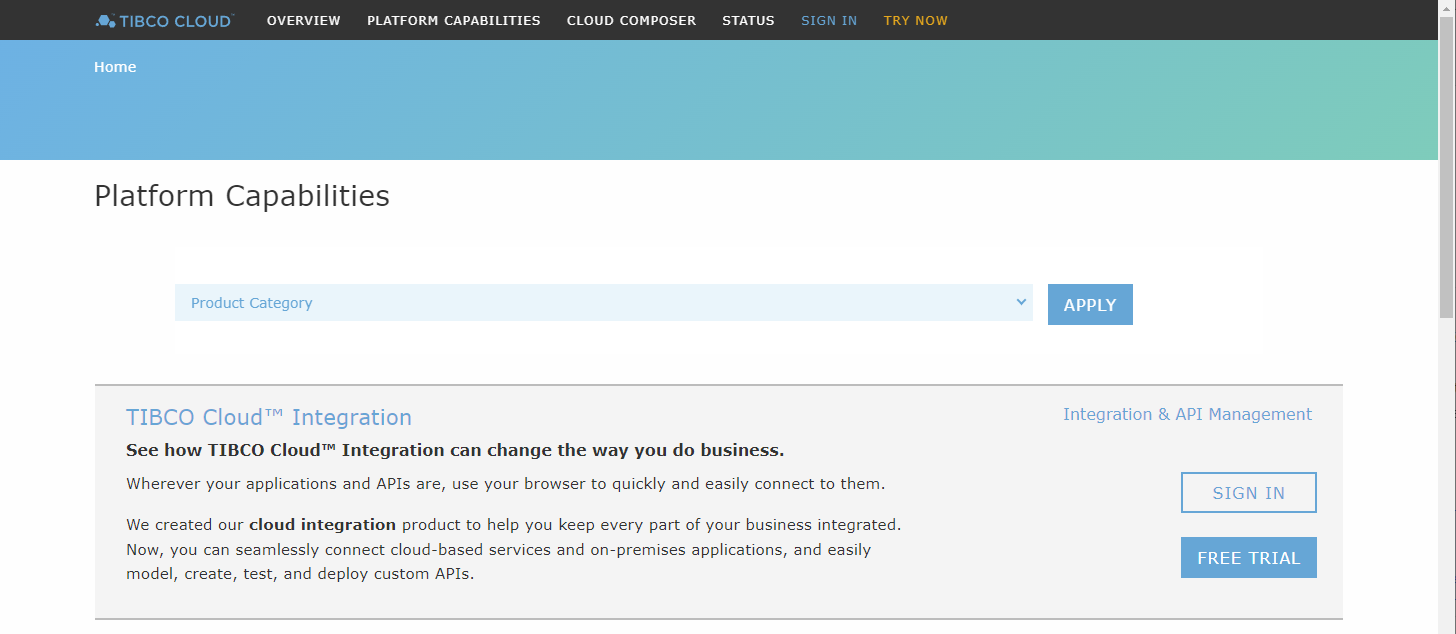 TIBCO CLOUD™ OVERVIEW PLATFORM CAPABILITIES CLOUD COMPOSER STATUS SIGN IN TRY NOW
Home
Platform Capabilities
Product Category
APPLY
TIBCO Cloud™ Integration
Integration & API Management
See how TIBCO Cloud™ Integration can change the way you do business.
Wherever your applications and APIs are, use your browser to quickly and easily connect to them.
SIGN IN
We created our cloud integration product to help you keep every part of your business integrated.
Now, you can seamlessly connect cloud-based services and on-premises applications, and easily
model, create, test, and deploy custom APIs.
FREE TRIAL